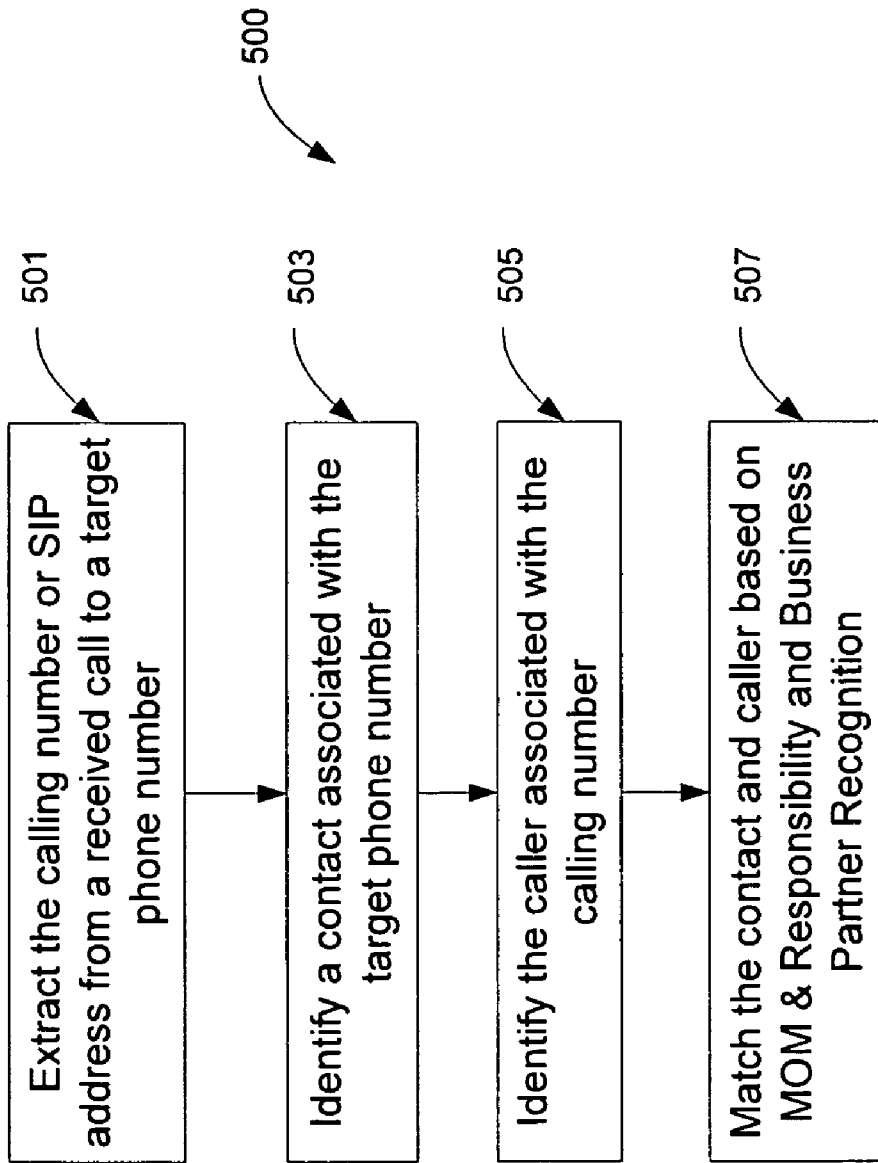 500
501
Extract the calling number or SIP
address from a received call to a target
phone number
503
Identify a contact associated with the
target phone number
505
Identify the caller associated with the
calling number
507
Match the contact and caller based on
MOM & Responsibility and Business
Partner Recognition